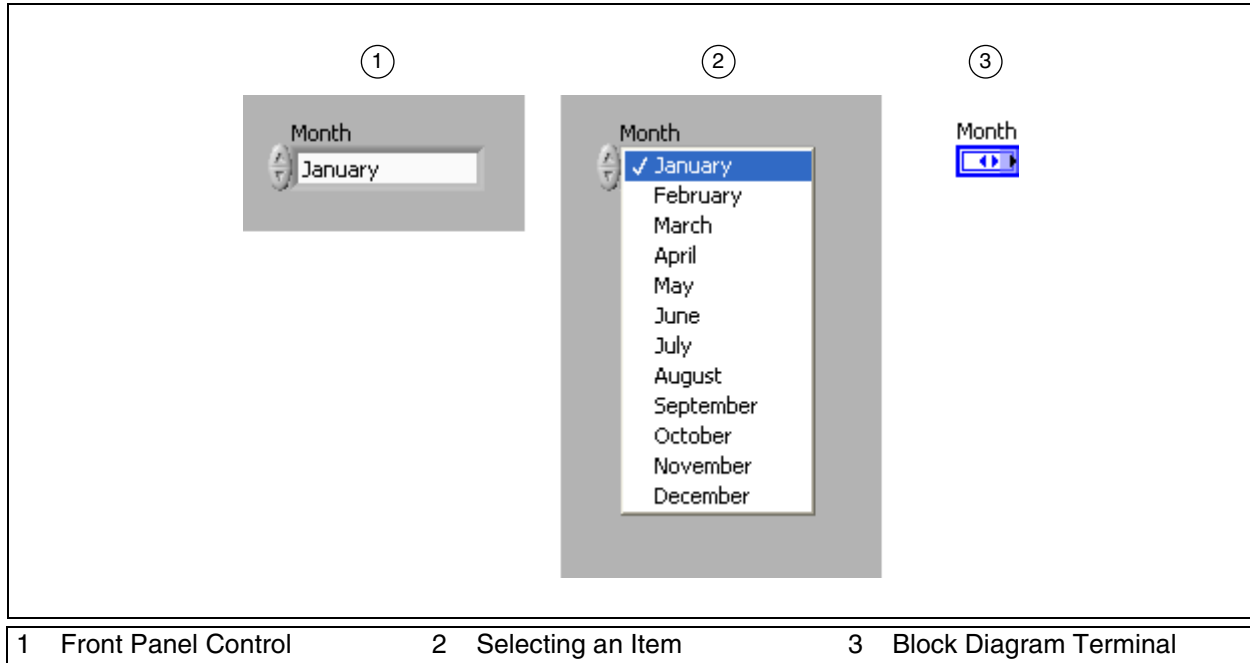 1 2 3
Month
January
Month
✓ January
February
March
April
May
June
July
August
September
October
November
December
Month
1 Front Panel Control 2 Selecting an Item 3 Block Diagram Terminal